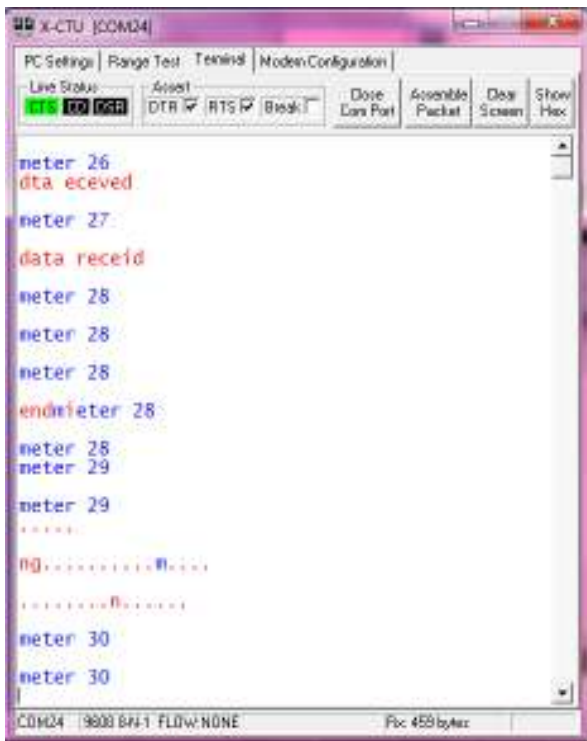 X-CTU [COM24]
PC Settings Range Test Terminal Modem Configuration
Line Status Assert
CTS CD DSR DTR RTS Break Close Com Port Assemble Packet Clear Screen Show Hex
meter 26
dta eceved
meter 27
data receid
meter 28
meter 28
meter 28
endmieter 28
meter 28
meter 29
meter 29
.....
ng..........m....
.........n......
meter 30
meter 30
COM24 9600 8-N-1 FLOW:NONE Rx: 459 bytes